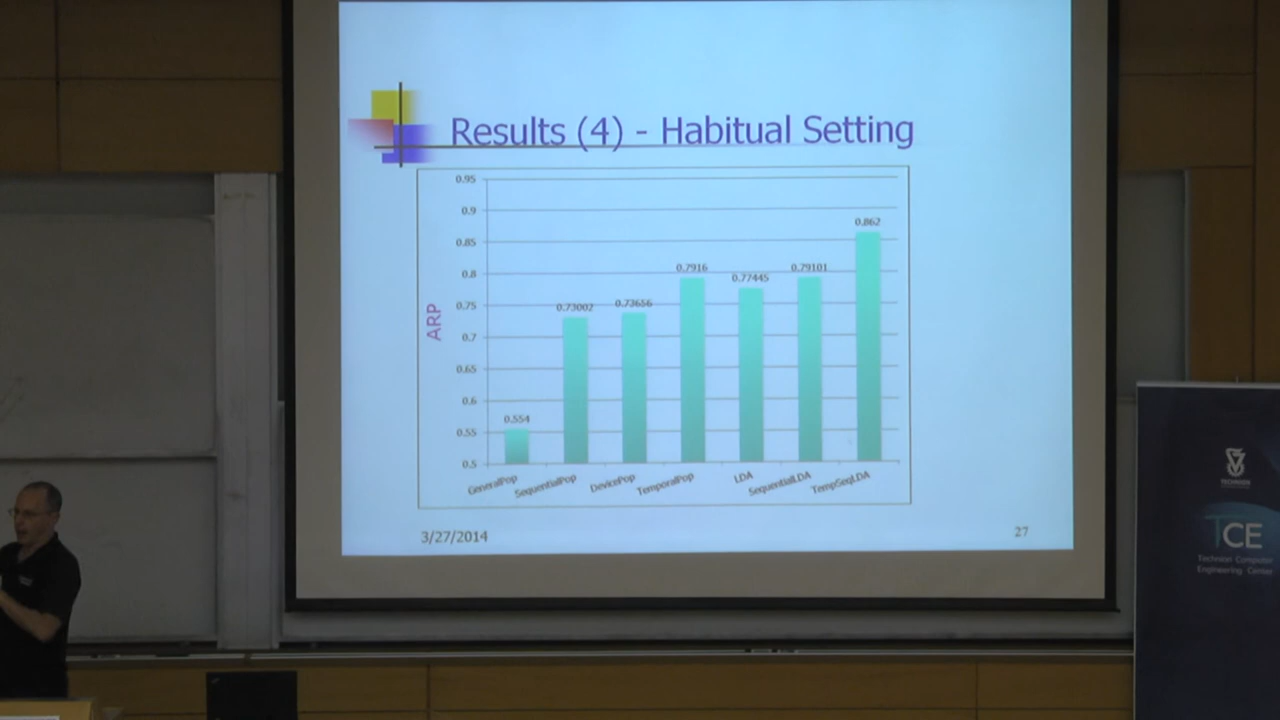 Results (4) - Habitual Setting
0.95
0.9
0.85
0.8
0.75
0.7
0.65
0.6
0.55
0.5
ARP
0.554
0.73002
0.73656
0.7916
0.77445
0.79101
0.862
GeneralPop
SequentialPop
DevicePop
TemporalPop
LDA
SequentialLDA
TempSeqLDA
3/27/2014
27
TECHNION
TCE
Technion Computer
Engineering Center